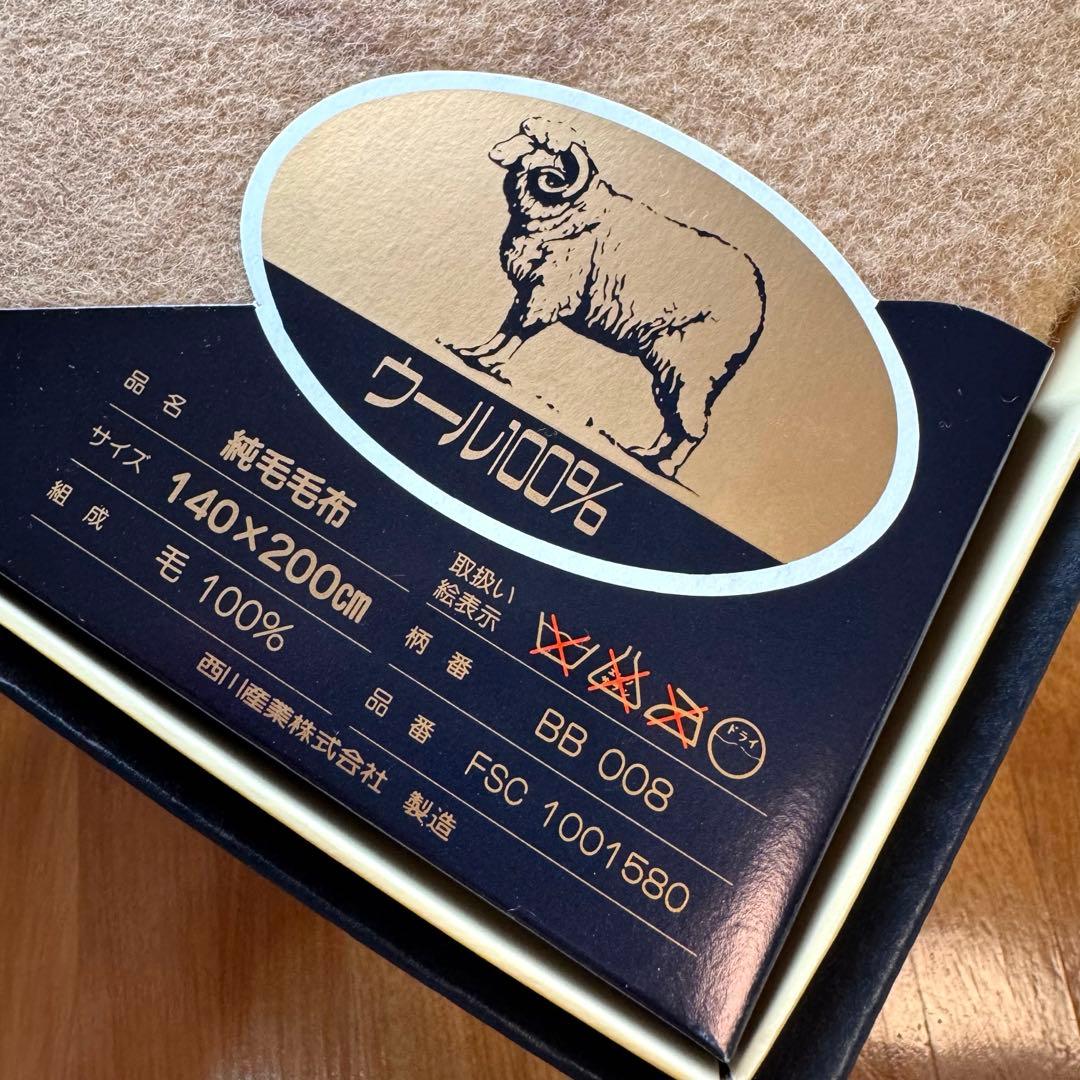 ウール100%
品名 純毛毛布
サイズ 140×200cm
組成 毛 100%
取扱い
絵表示
ドライ
柄番 BB 008
品番 FSC 1001580
西川産業株式会社 製造